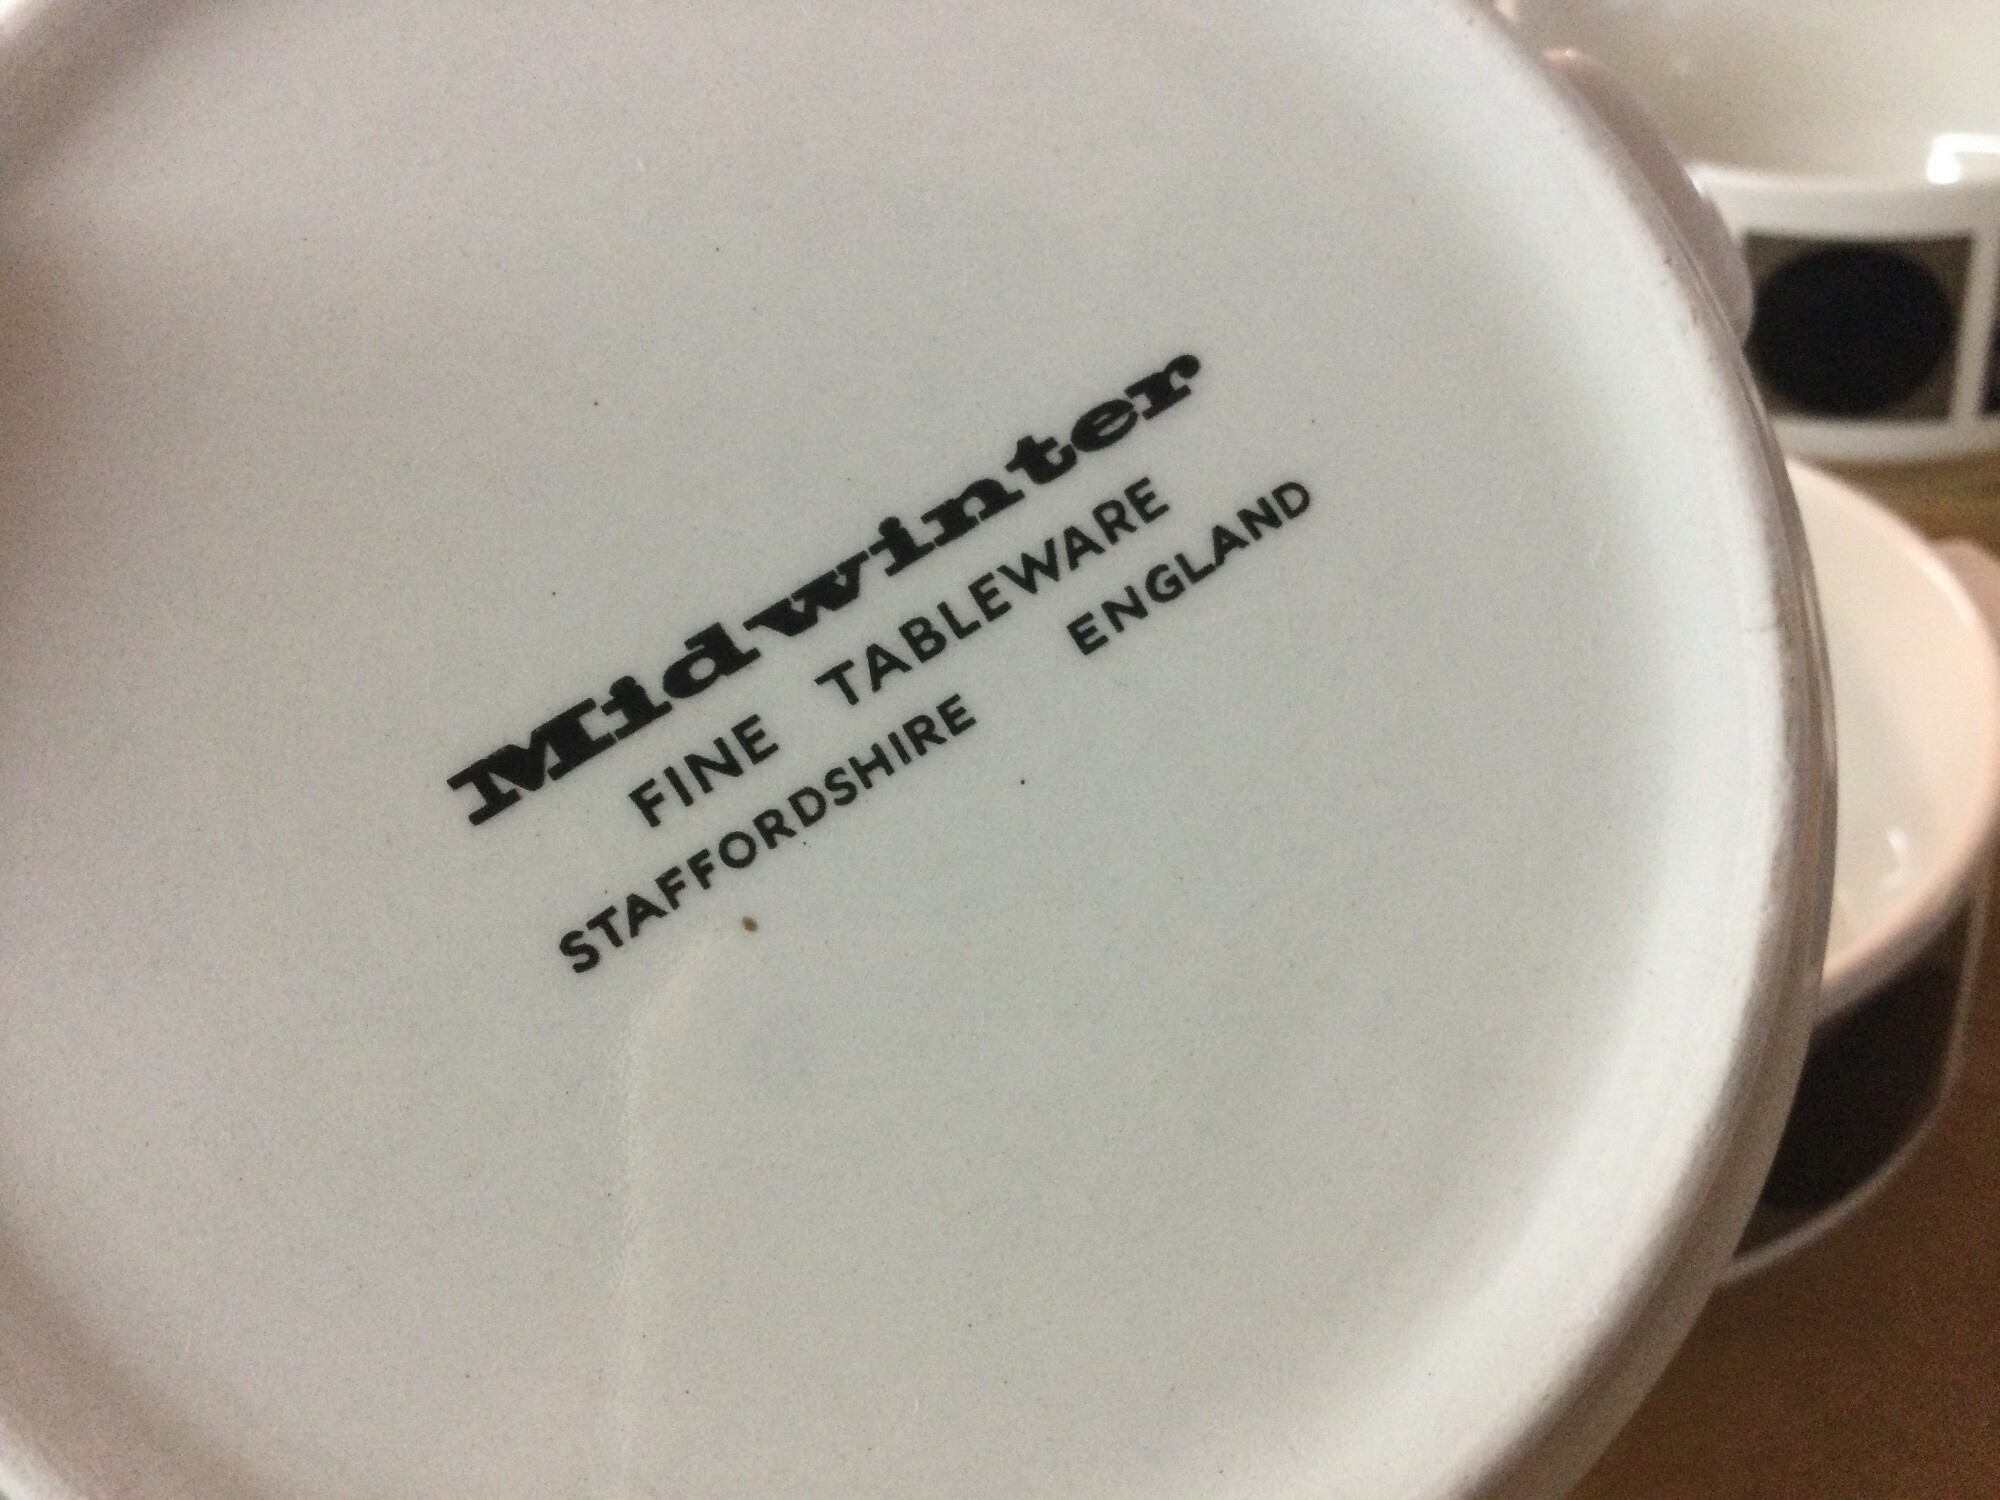 Midwinter
FINE TABLEWARE
STAFFORDSHIRE ENGLAND